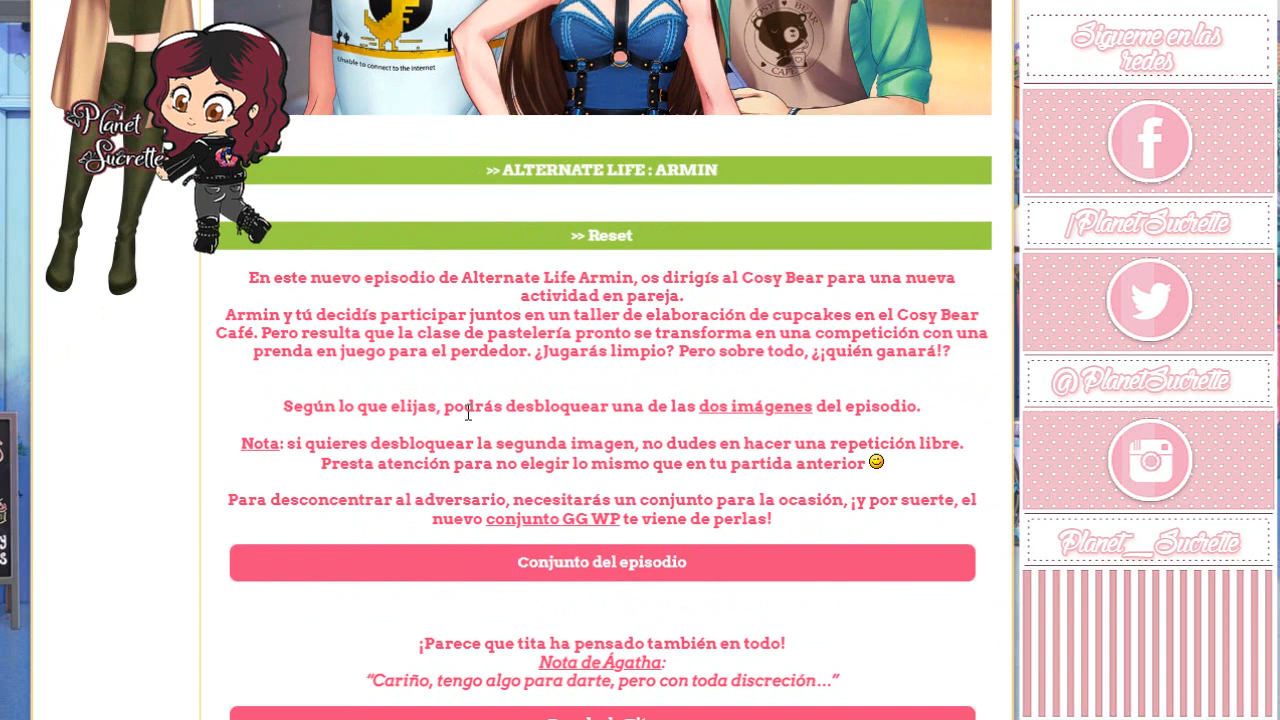 Unable to connect to the internet
COSY BEAR
CAFE
Planet
Sucrette
>> ALTERNATE LIFE : ARMIN
>> Reset
En este nuevo episodio de Alternate Life Armin, os dirigís al Cosy Bear para una nueva
actividad en pareja.
Armin y tú decidís participar juntos en un taller de elaboración de cupcakes en el Cosy Bear
Café. Pero resulta que la clase de pastelería pronto se transforma en una competición con una
prenda en juego para el perdedor. ¿Jugarás limpio? Pero sobre todo, ¿¡quién ganará!?
Según lo que elijas, podrás desbloquear una de las dos imágenes del episodio.
Nota: si quieres desbloquear la segunda imagen, no dudes en hacer una repetición libre.
Presta atención para no elegir lo mismo que en tu partida anterior
Para desconcentrar al adversario, necesitarás un conjunto para la ocasión, ¡y por suerte, el
nuevo conjunto GG WP te viene de perlas!
Conjunto del episodio
¡Parece que tita ha pensado también en todo!
Nota de Ágatha:
“Cariño, tengo algo para darte, pero con toda discreción…”
Sígueme en las
redes
/PlanetSucrette
@PlanetSucrette
Planet__Sucrette